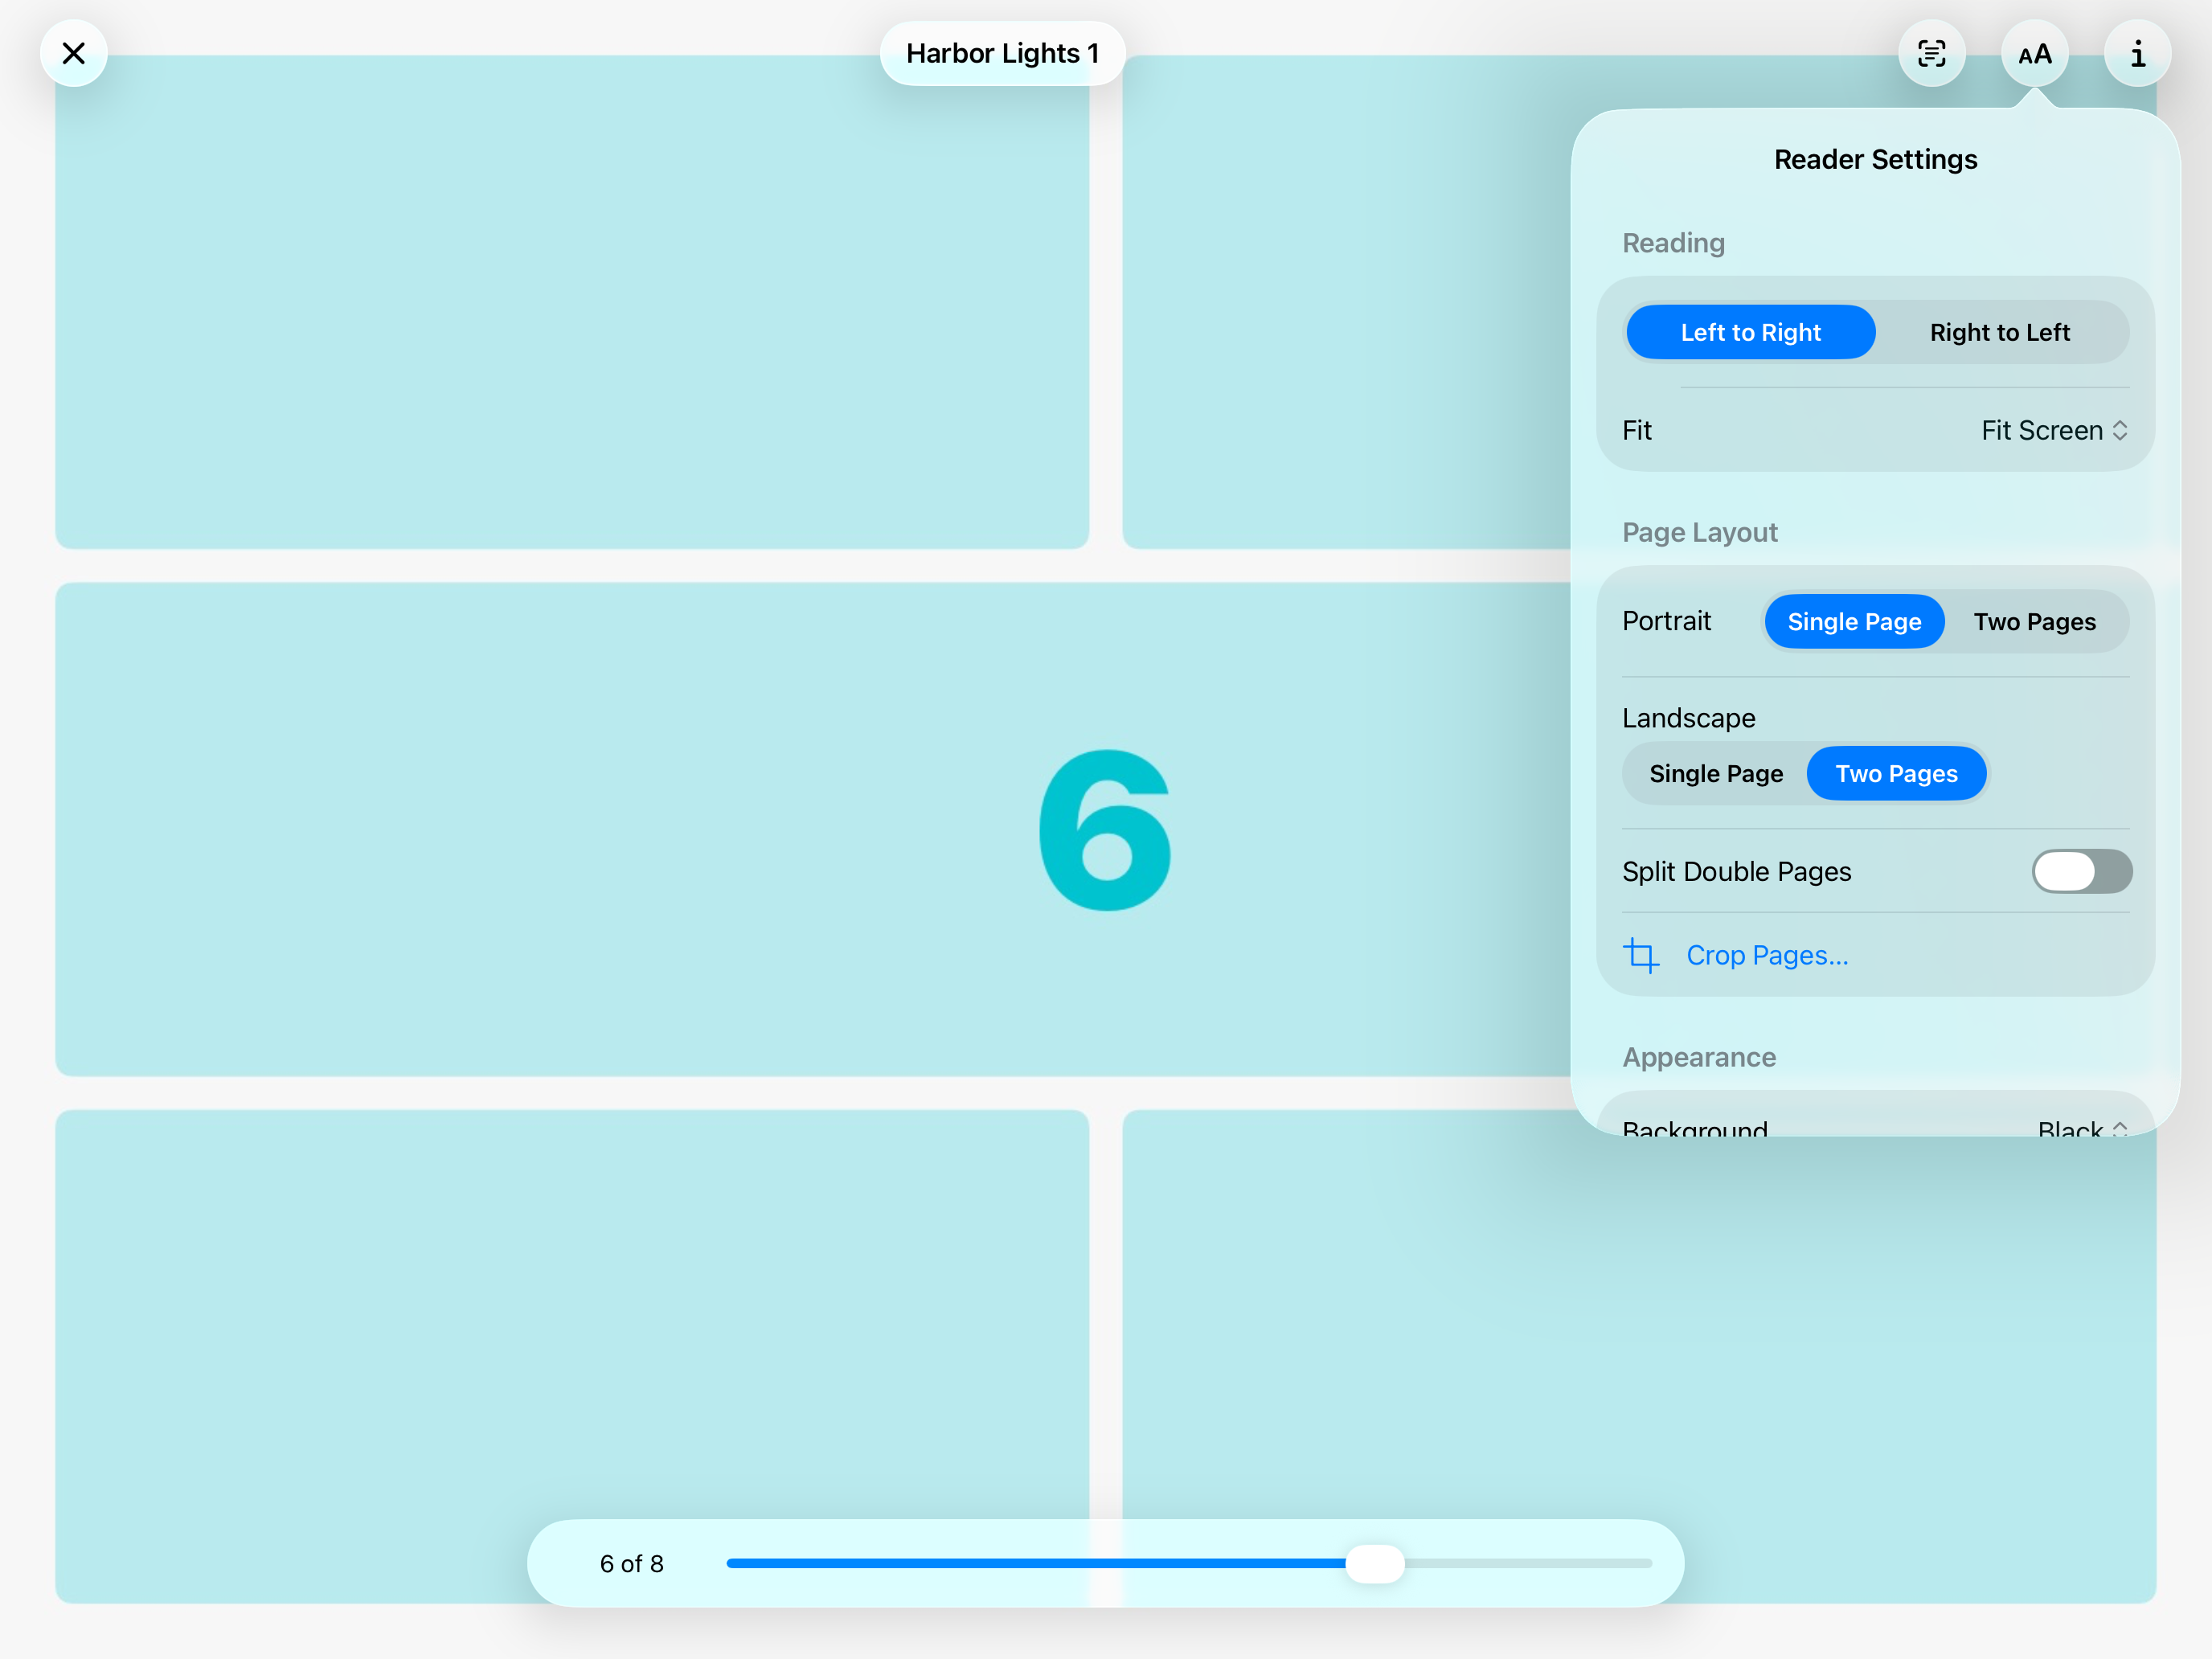 Harbor Lights 1
AA
i
Reader Settings
Reading
Left to Right
Right to Left
Fit
Fit Screen
Page Layout
Portrait
Single Page
Two Pages
Landscape
Single Page
Two Pages
Split Double Pages
Crop Pages...
Appearance
Background
Black
6
6 of 8